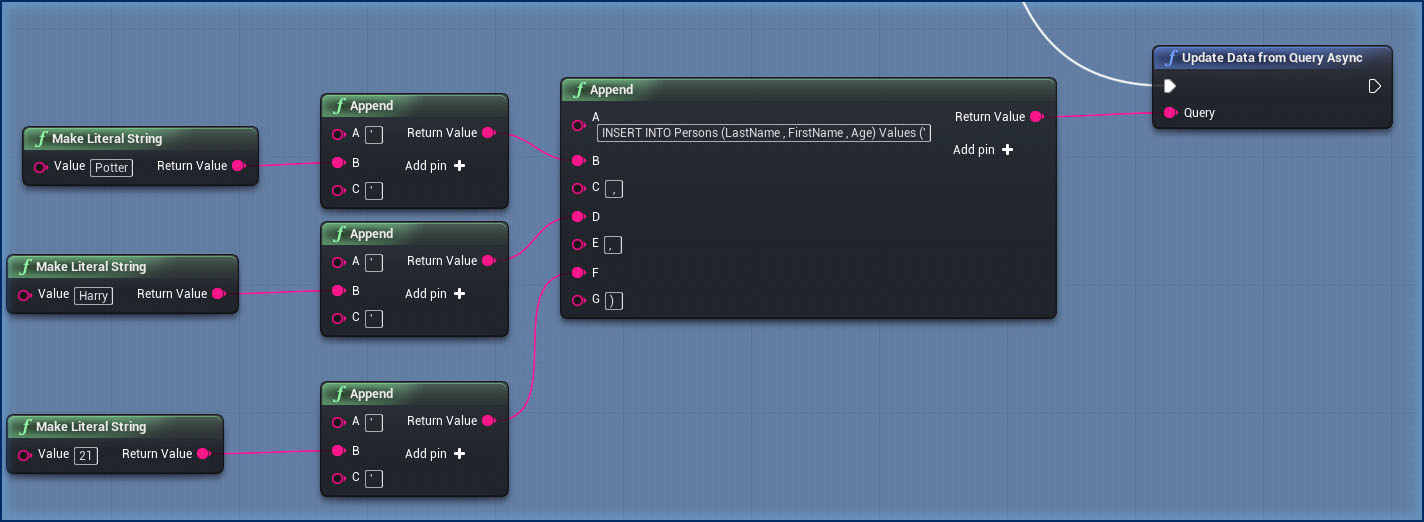 f Make Literal String
Value Potter Return Value
f Append
A ' Return Value
B Add pin +
C '
f Make Literal String
Value Harry Return Value
f Append
A ' Return Value
B Add pin +
C '
f Make Literal String
Value 21 Return Value
f Append
A ' Return Value
B Add pin +
C '
f Append
A Return Value
INSERT INTO Persons (LastName , FirstName , Age) Values ('
Add pin +
B
C ,
D
E ,
F
G )
f Update Data from Query Async
Query